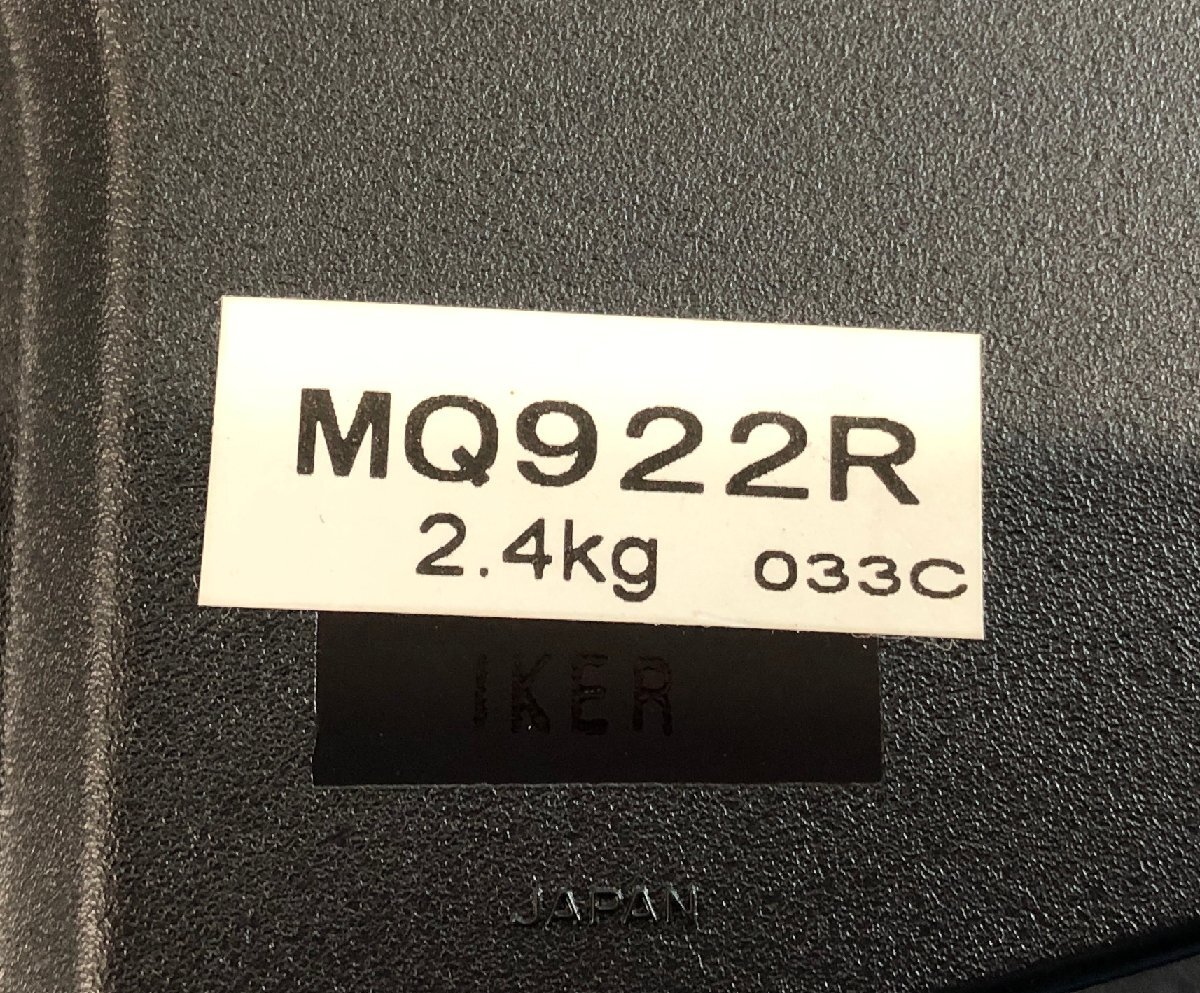 MQ922R
2.4kg 033C
IKER
JAPAN